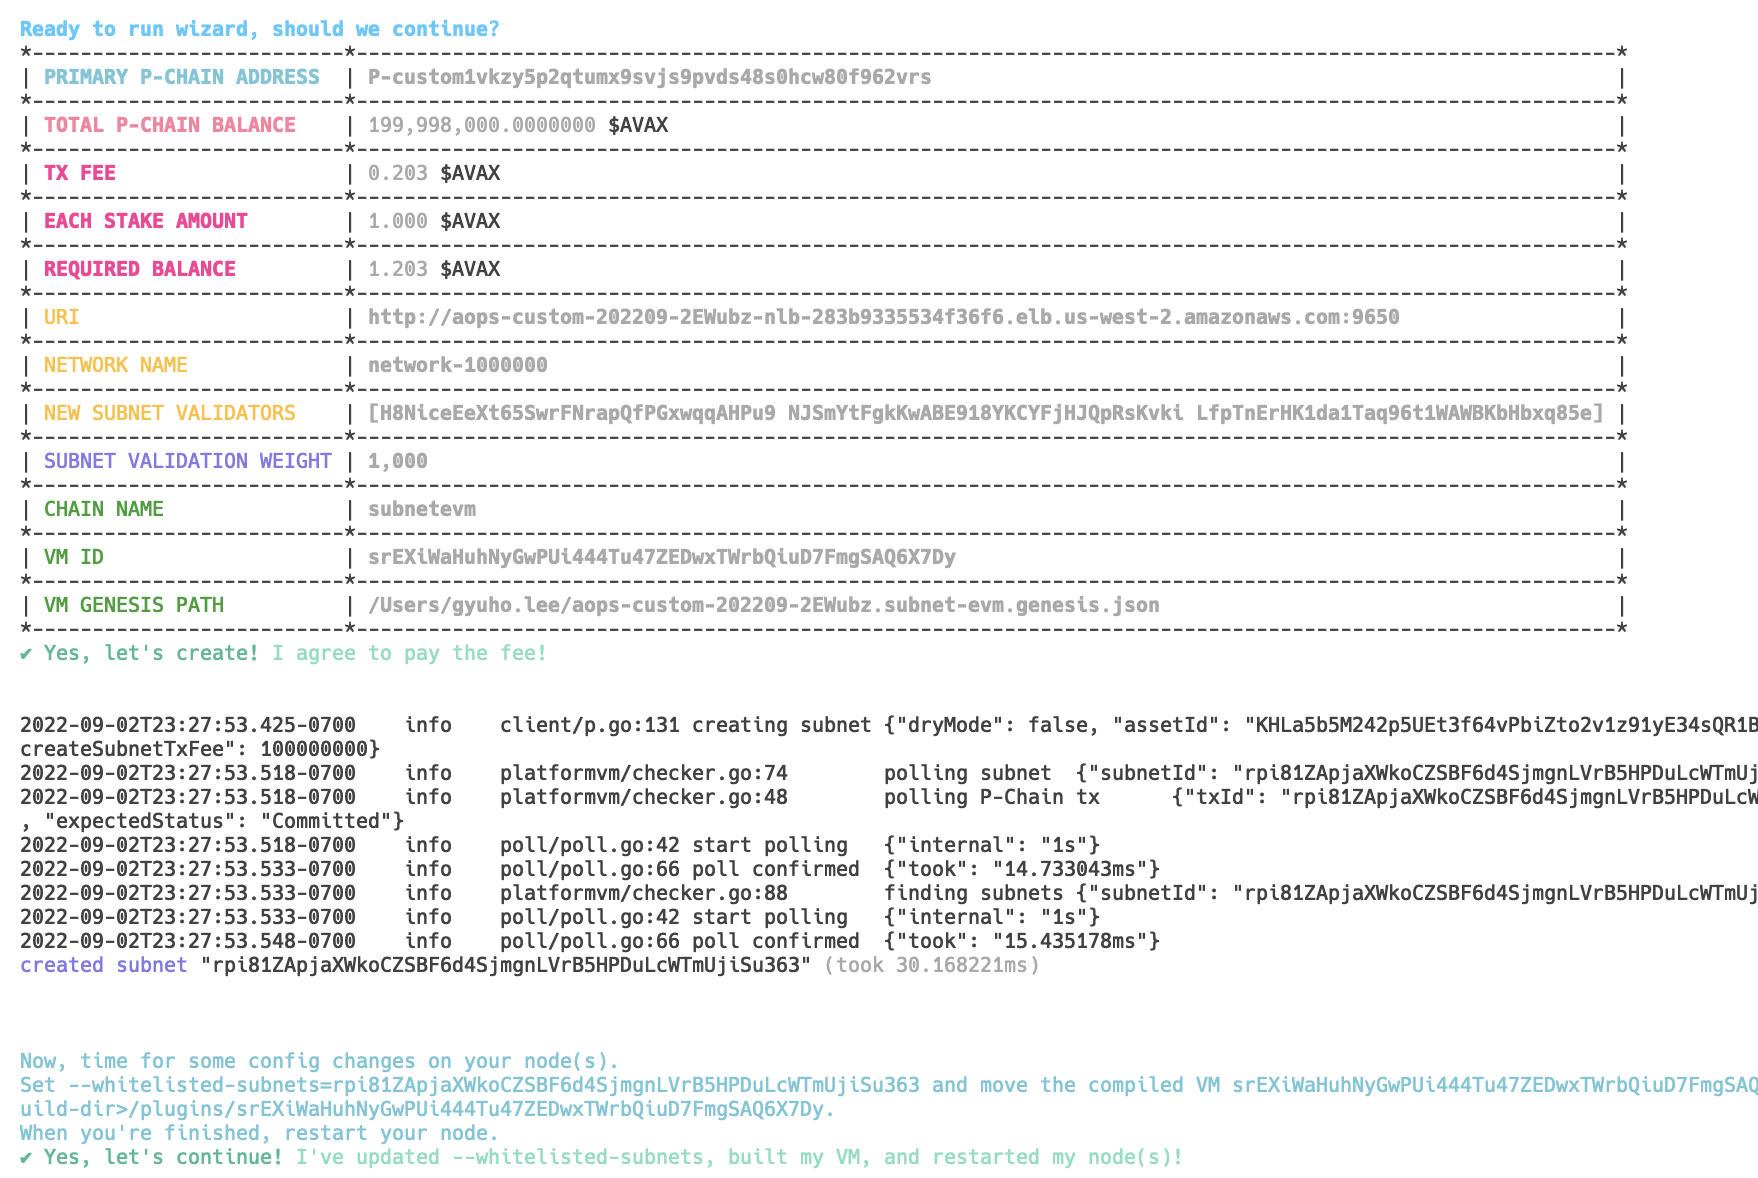 Ready to run wizard, should we continue?
*--------------------------*---------------------------------------------------------------------------------------------------------*
| PRIMARY P-CHAIN ADDRESS | P-custom1vkzy5p2qtumx9svjs9pvds48s0hcw80f962vrs |
*--------------------------*---------------------------------------------------------------------------------------------------------*
| TOTAL P-CHAIN BALANCE | 199,998,000.0000000 $AVAX |
*--------------------------*---------------------------------------------------------------------------------------------------------*
| TX FEE | 0.203 $AVAX |
*--------------------------*---------------------------------------------------------------------------------------------------------*
| EACH STAKE AMOUNT | 1.000 $AVAX |
*--------------------------*---------------------------------------------------------------------------------------------------------*
| REQUIRED BALANCE | 1.203 $AVAX |
*--------------------------*---------------------------------------------------------------------------------------------------------*
| URI | http://aops-custom-202209-2EWubz-nlb-283b9335534f36f6.elb.us-west-2.amazonaws.com:9650 |
*--------------------------*---------------------------------------------------------------------------------------------------------*
| NETWORK NAME | network-1000000 |
*--------------------------*---------------------------------------------------------------------------------------------------------*
| NEW SUBNET VALIDATORS | [H8NiceEeXt65SwrFNrapQfPGxwqqAHPu9 NJSmYtFgkKwABE918YKCYFjHJQpRsKvki LfpTnErHK1da1Taq96t1WAWBKbHbxq85e] |
*--------------------------*---------------------------------------------------------------------------------------------------------*
| SUBNET VALIDATION WEIGHT | 1,000 |
*--------------------------*---------------------------------------------------------------------------------------------------------*
| CHAIN NAME | subnetevm |
*--------------------------*---------------------------------------------------------------------------------------------------------*
| VM ID | srEXiWaHuhNyGwPUi444Tu47ZEDwxTWrbQiuD7FmgSAQ6X7Dy |
*--------------------------*---------------------------------------------------------------------------------------------------------*
| VM GENESIS PATH | /Users/gyuho.lee/aops-custom-202209-2EWubz.subnet-evm.genesis.json |
*--------------------------*---------------------------------------------------------------------------------------------------------*
✔ Yes, let's create! I agree to pay the fee!
2022-09-02T23:27:53.425-0700 info client/p.go:131 creating subnet {"dryMode": false, "assetId": "KHLa5b5M242p5UEt3f64vPbiZto2v1z91yE34sQR1B
createSubnetTxFee": 100000000}
2022-09-02T23:27:53.518-0700 info platformvm/checker.go:74 polling subnet {"subnetId": "rpi81ZApjaXWkoCZSBF6d4SjmgnLVrB5HPDuLcWTmUj
2022-09-02T23:27:53.518-0700 info platformvm/checker.go:48 polling P-Chain tx {"txId": "rpi81ZApjaXWkoCZSBF6d4SjmgnLVrB5HPDuLcW
, "expectedStatus": "Committed"}
2022-09-02T23:27:53.518-0700 info poll/poll.go:42 start polling {"internal": "1s"}
2022-09-02T23:27:53.533-0700 info poll/poll.go:66 poll confirmed {"took": "14.733043ms"}
2022-09-02T23:27:53.533-0700 info platformvm/checker.go:88 finding subnets {"subnetId": "rpi81ZApjaXWkoCZSBF6d4SjmgnLVrB5HPDuLcWTmUj
2022-09-02T23:27:53.533-0700 info poll/poll.go:42 start polling {"internal": "1s"}
2022-09-02T23:27:53.548-0700 info poll/poll.go:66 poll confirmed {"took": "15.435178ms"}
created subnet "rpi81ZApjaXWkoCZSBF6d4SjmgnLVrB5HPDuLcWTmUjiSu363" (took 30.168221ms)
Now, time for some config changes on your node(s).
Set --whitelisted-subnets=rpi81ZApjaXWkoCZSBF6d4SjmgnLVrB5HPDuLcWTmUjiSu363 and move the compiled VM srEXiWaHuhNyGwPUi444Tu47ZEDwxTWrbQiuD7FmgSAQ
uild-dir>/plugins/srEXiWaHuhNyGwPUi444Tu47ZEDwxTWrbQiuD7FmgSAQ6X7Dy.
When you're finished, restart your node.
✔ Yes, let's continue! I've updated --whitelisted-subnets, built my VM, and restarted my node(s)!